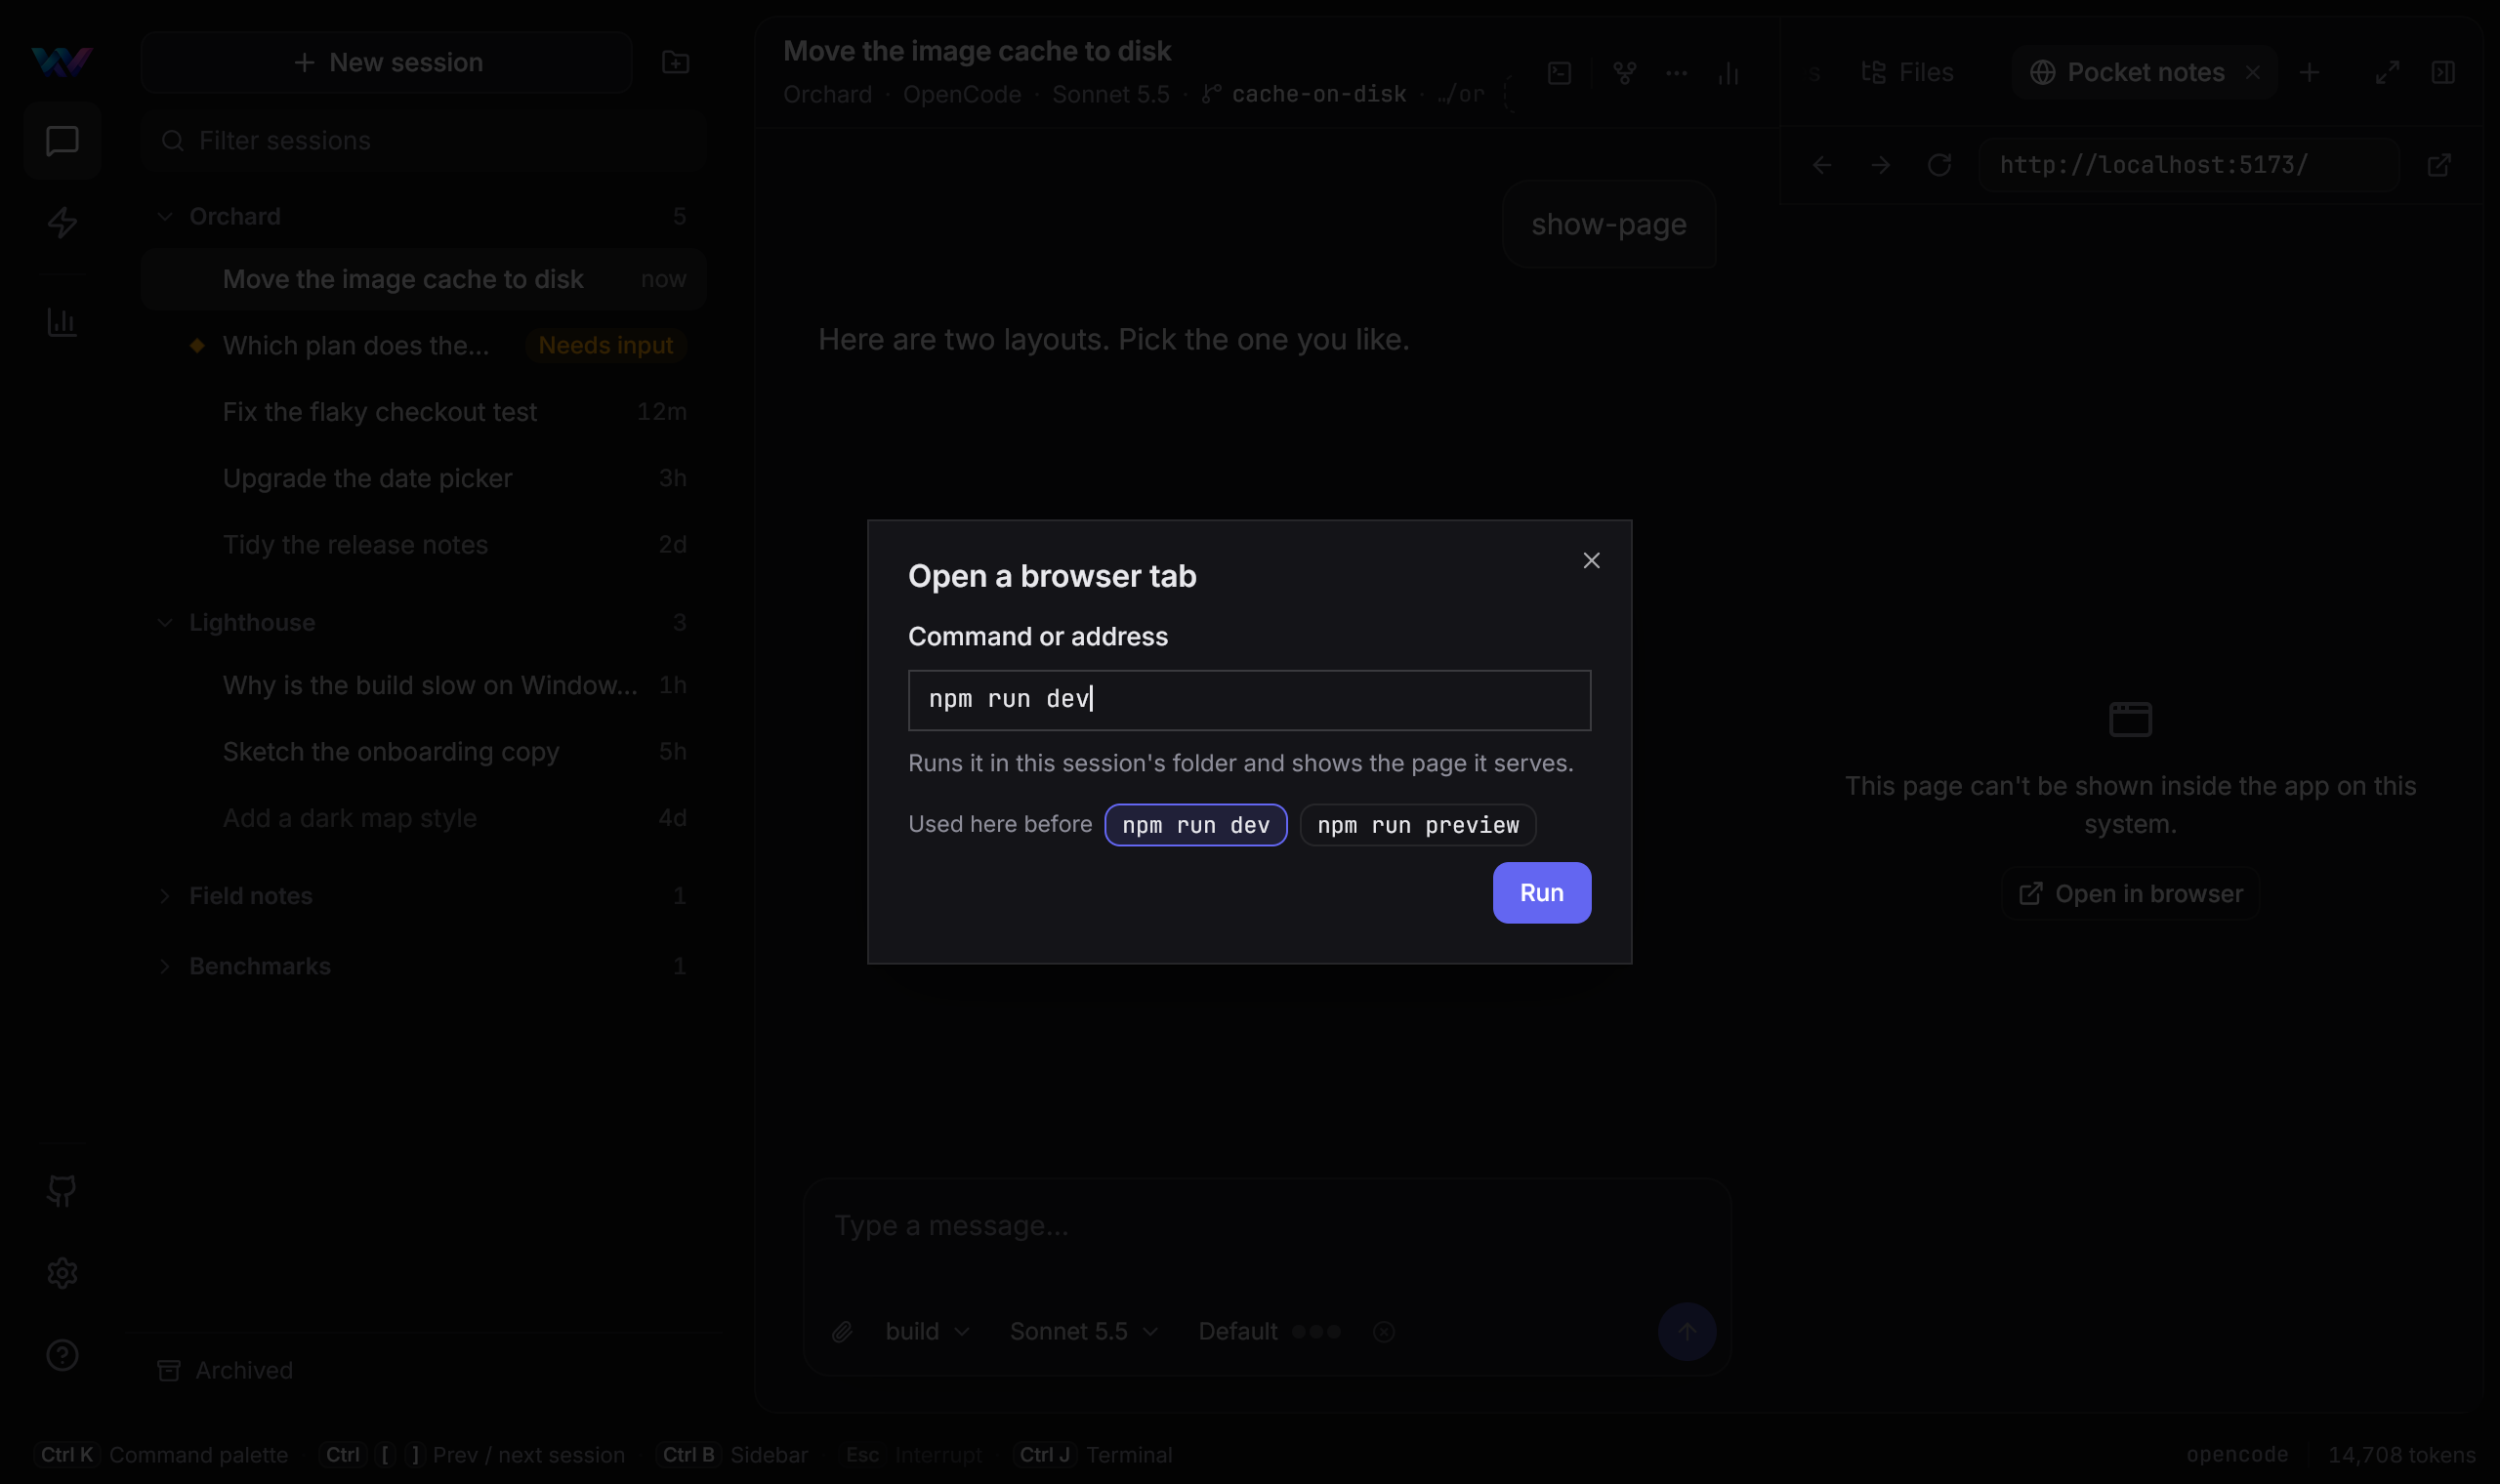 New session
Filter sessions
Orchard 5
Move the image cache to disk now
Which plan does the... Needs input
Fix the flaky checkout test 12m
Upgrade the date picker 3h
Tidy the release notes 2d
Lighthouse 3
Why is the build slow on Window... 1h
Sketch the onboarding copy 5h
Add a dark map style 4d
Field notes 1
Benchmarks 1
Archived
Move the image cache to disk
Orchard · OpenCode · Sonnet 5.5 · cache-on-disk · …/or
show-page
Here are two layouts. Pick the one you like.
Type a message...
build Sonnet 5.5 Default
s Files Pocket notes
http://localhost:5173/
This page can't be shown inside the app on this
system.
Open in browser
Open a browser tab
Command or address
npm run dev
Runs it in this session's folder and shows the page it serves.
Used here before npm run dev npm run preview
Run
Ctrl K Command palette Ctrl [ ] Prev / next session Ctrl B Sidebar Esc Interrupt Ctrl J Terminal opencode 14,708 tokens